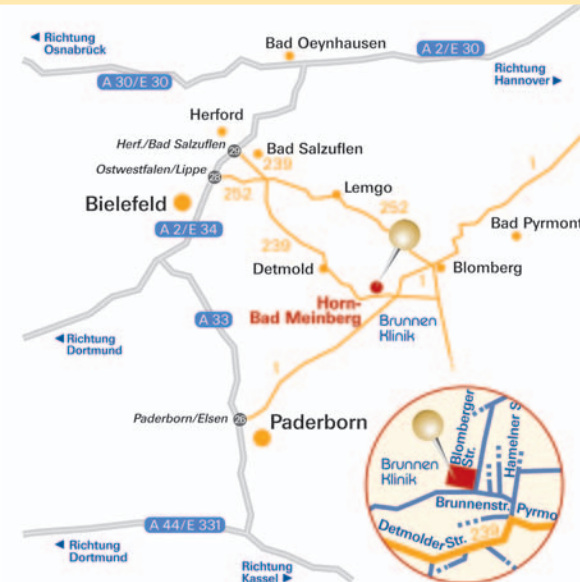 Richtung
Osnabrück
Bad Oeynhausen
A 2/E 30
A 30/E 30
Richtung
Hannover
Herford
Herf./Bad Salzuflen
29
Bad Salzuflen
239
1
Ostwestfalen/Lippe
28
252
Lemgo
252
Bielefeld
Bad Pyrmont
A 2/E 34
239
Detmold
1
Blomberg
Horn-
Bad Meinberg
Brunnen
Klinik
A 33
Richtung
Dortmund
1
Paderborn/Elsen
26
Paderborn
Blomberger
Str.
Hamelner S
Brunnen
Klinik
Brunnenstr.
Pyrmo
Detmolder Str.
239
A 44/E 331
Richtung
Dortmund
Richtung
Kassel